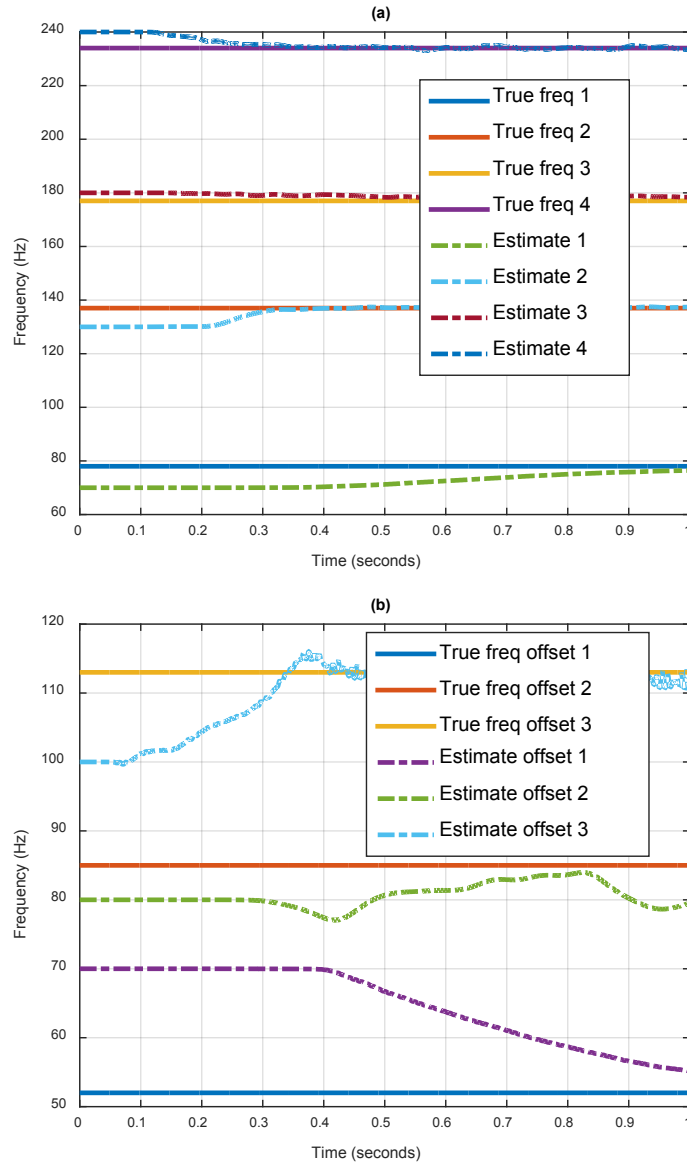 (a)
240
220
200
180
160
140
120
100
80
60
Frequency (Hz)
True freq 1
True freq 2
True freq 3
True freq 4
Estimate 1
Estimate 2
Estimate 3
Estimate 4
0 0.1 0.2 0.3 0.4 0.5 0.6 0.7 0.8 0.9 1
Time (seconds)
(b)
120
110
100
90
80
70
60
50
Frequency (Hz)
True freq offset 1
True freq offset 2
True freq offset 3
Estimate offset 1
Estimate offset 2
Estimate offset 3
0 0.1 0.2 0.3 0.4 0.5 0.6 0.7 0.8 0.9 1
Time (seconds)